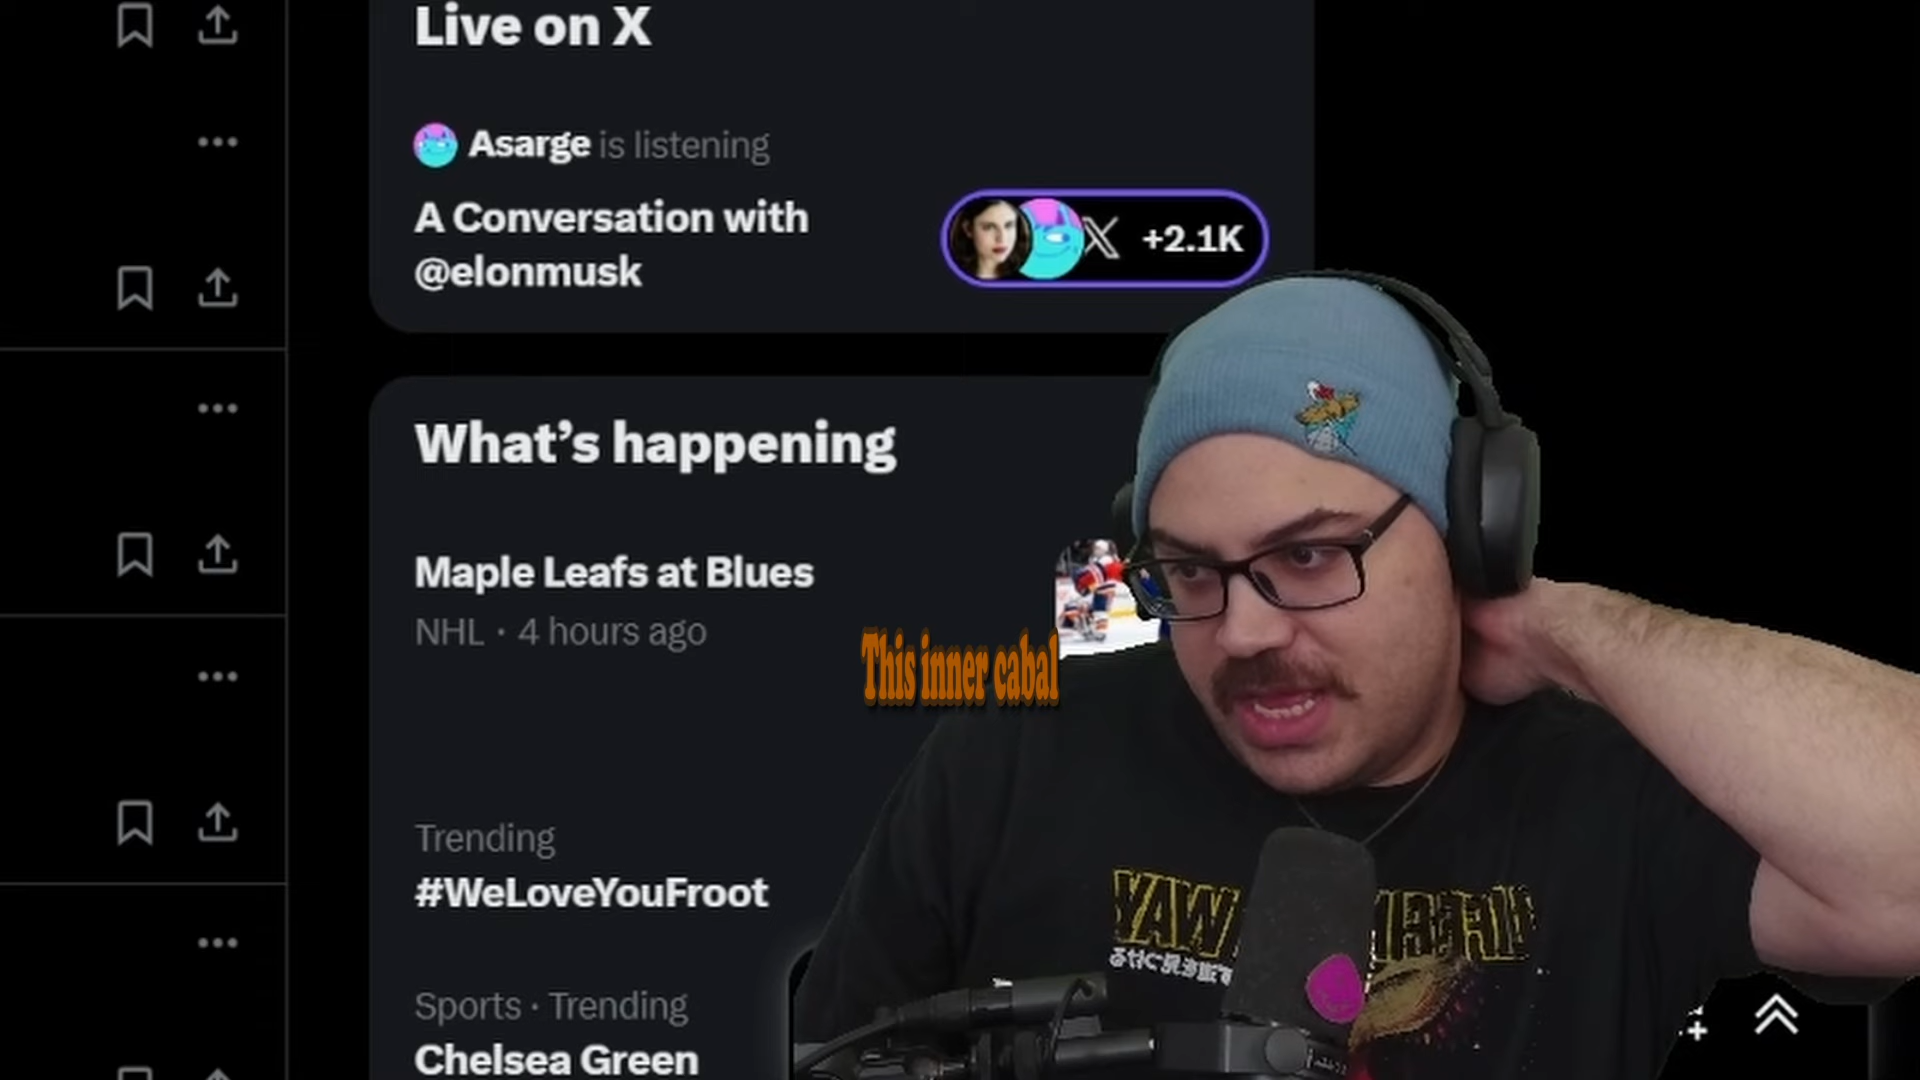 Live on X
Asarge is listening
A Conversation with
@elonmusk
+2.1K
What’s happening
Maple Leafs at Blues
NHL · 4 hours ago
This inner cabal
Trending
#WeLoveYouFroot
Sports · Trending
Chelsea Green